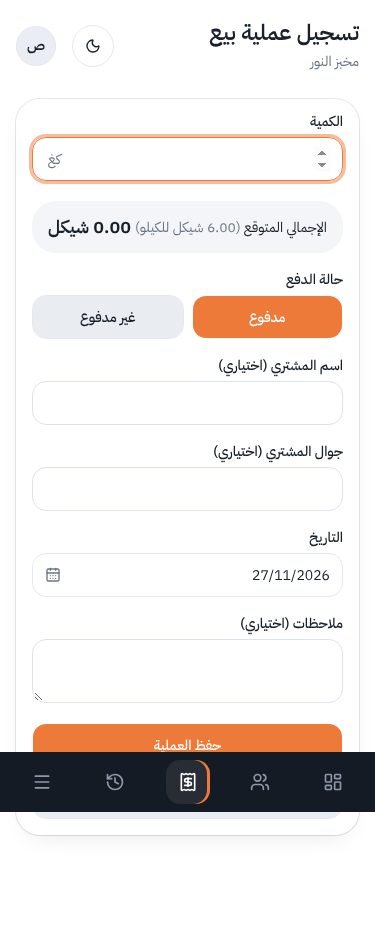 تسجيل عملية بيع
ص
مخبز النور
الكمية
كغ
الإجمالي المتوقع (6.00 شيكل للكيلو) 0.00 شيكل
حالة الدفع
مدفوع
غير مدفوع
اسم المشتري (اختياري)
جوال المشتري (اختياري)
التاريخ
27/11/2026
ملاحظات (اختياري)
حفظ العملية